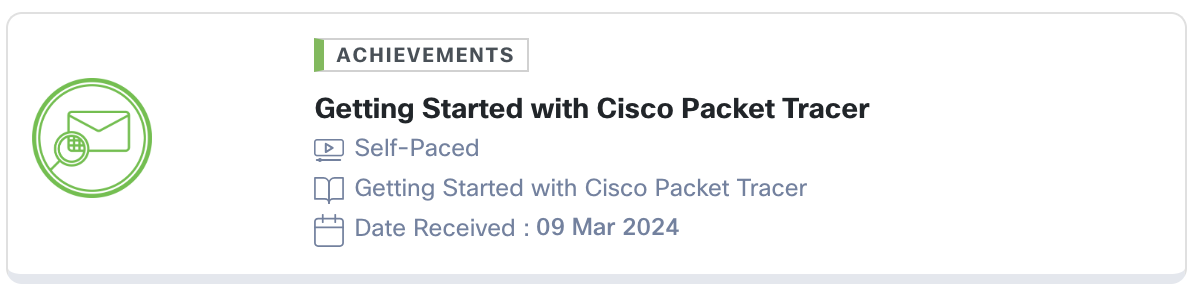 ACHIEVEMENTS
Getting Started with Cisco Packet Tracer
Self-Paced
Getting Started with Cisco Packet Tracer
Date Received : 09 Mar 2024